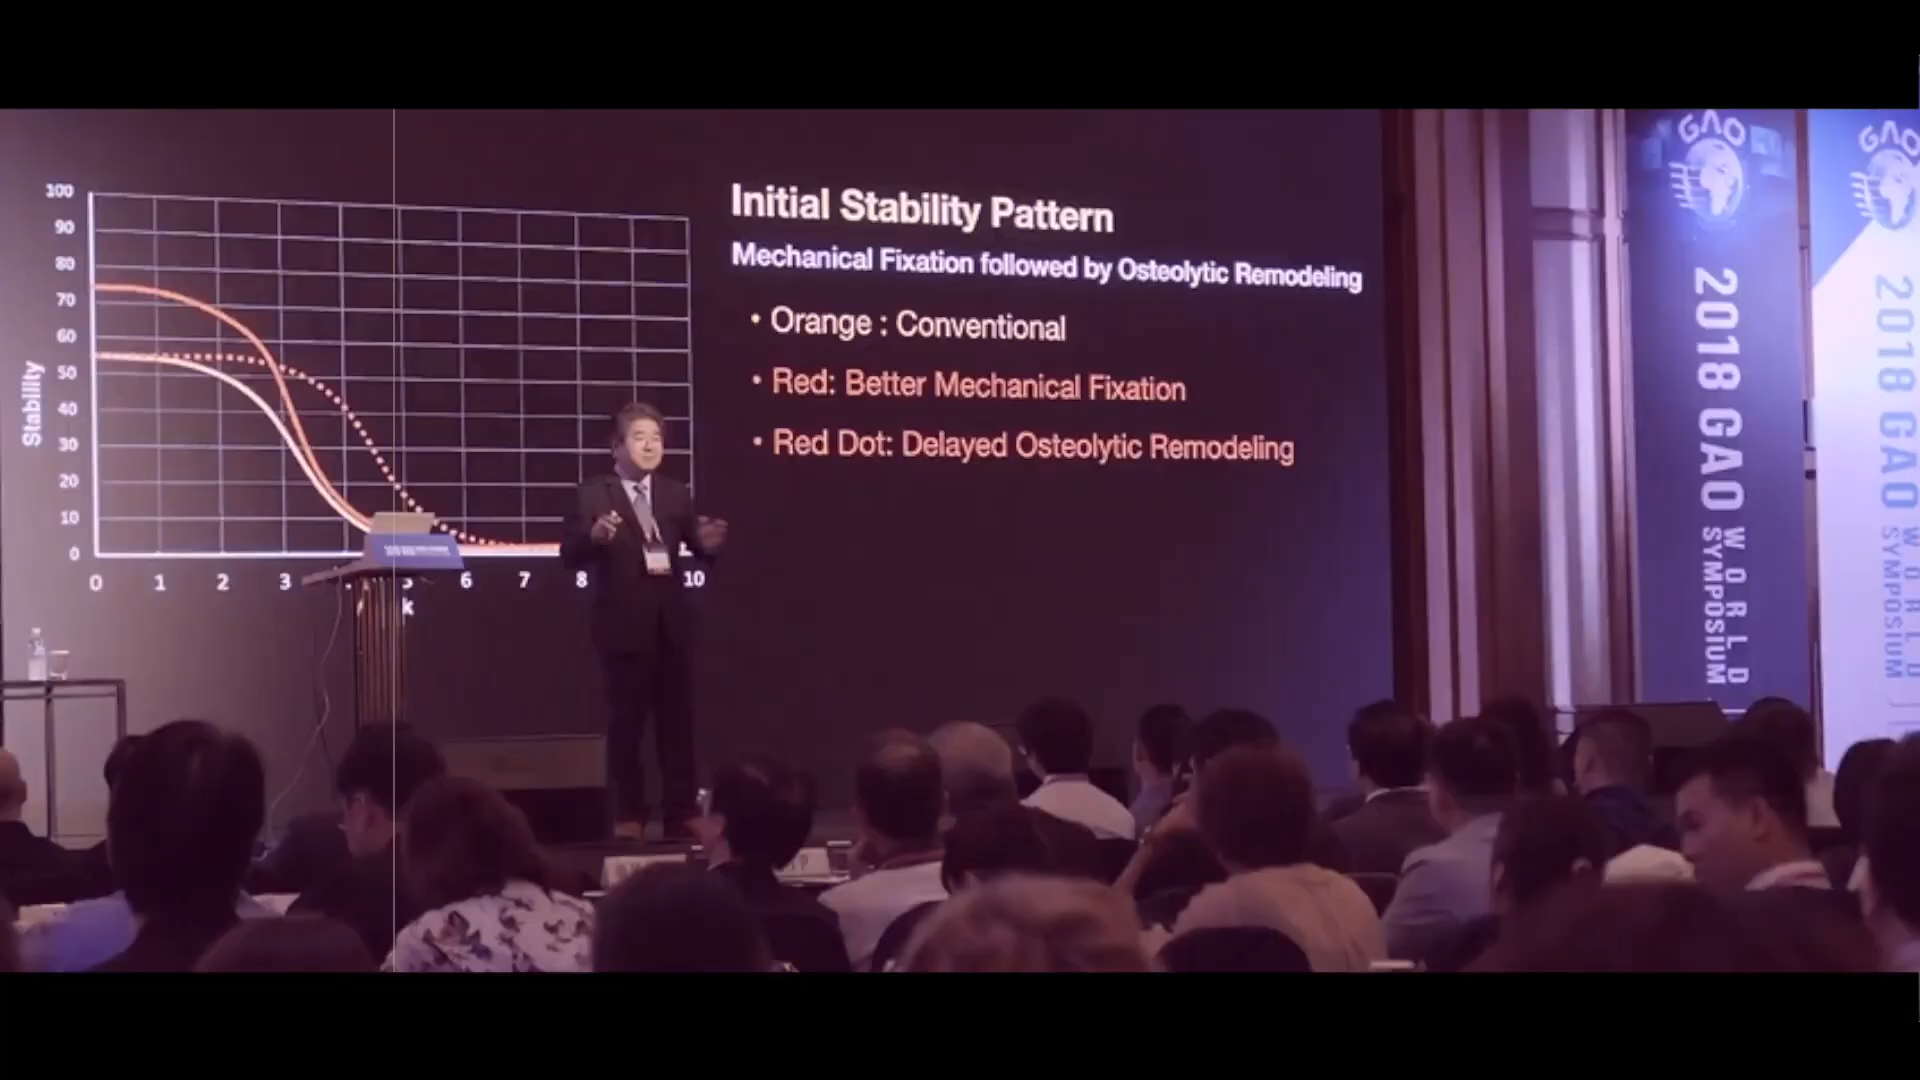 Initial Stability Pattern
Mechanical Fixation followed by Osteolytic Remodeling
• Orange : Conventional
• Red: Better Mechanical Fixation
• Red Dot: Delayed Osteolytic Remodeling
Stability
100
90
80
70
60
50
40
30
20
10
0
0 1 2 3 5 6 7 8 10
k
GAO
2018 GAO
WORLD
SYMPOSIUM
GAO
2018 GAO
WORLD
SYMPOSIUM